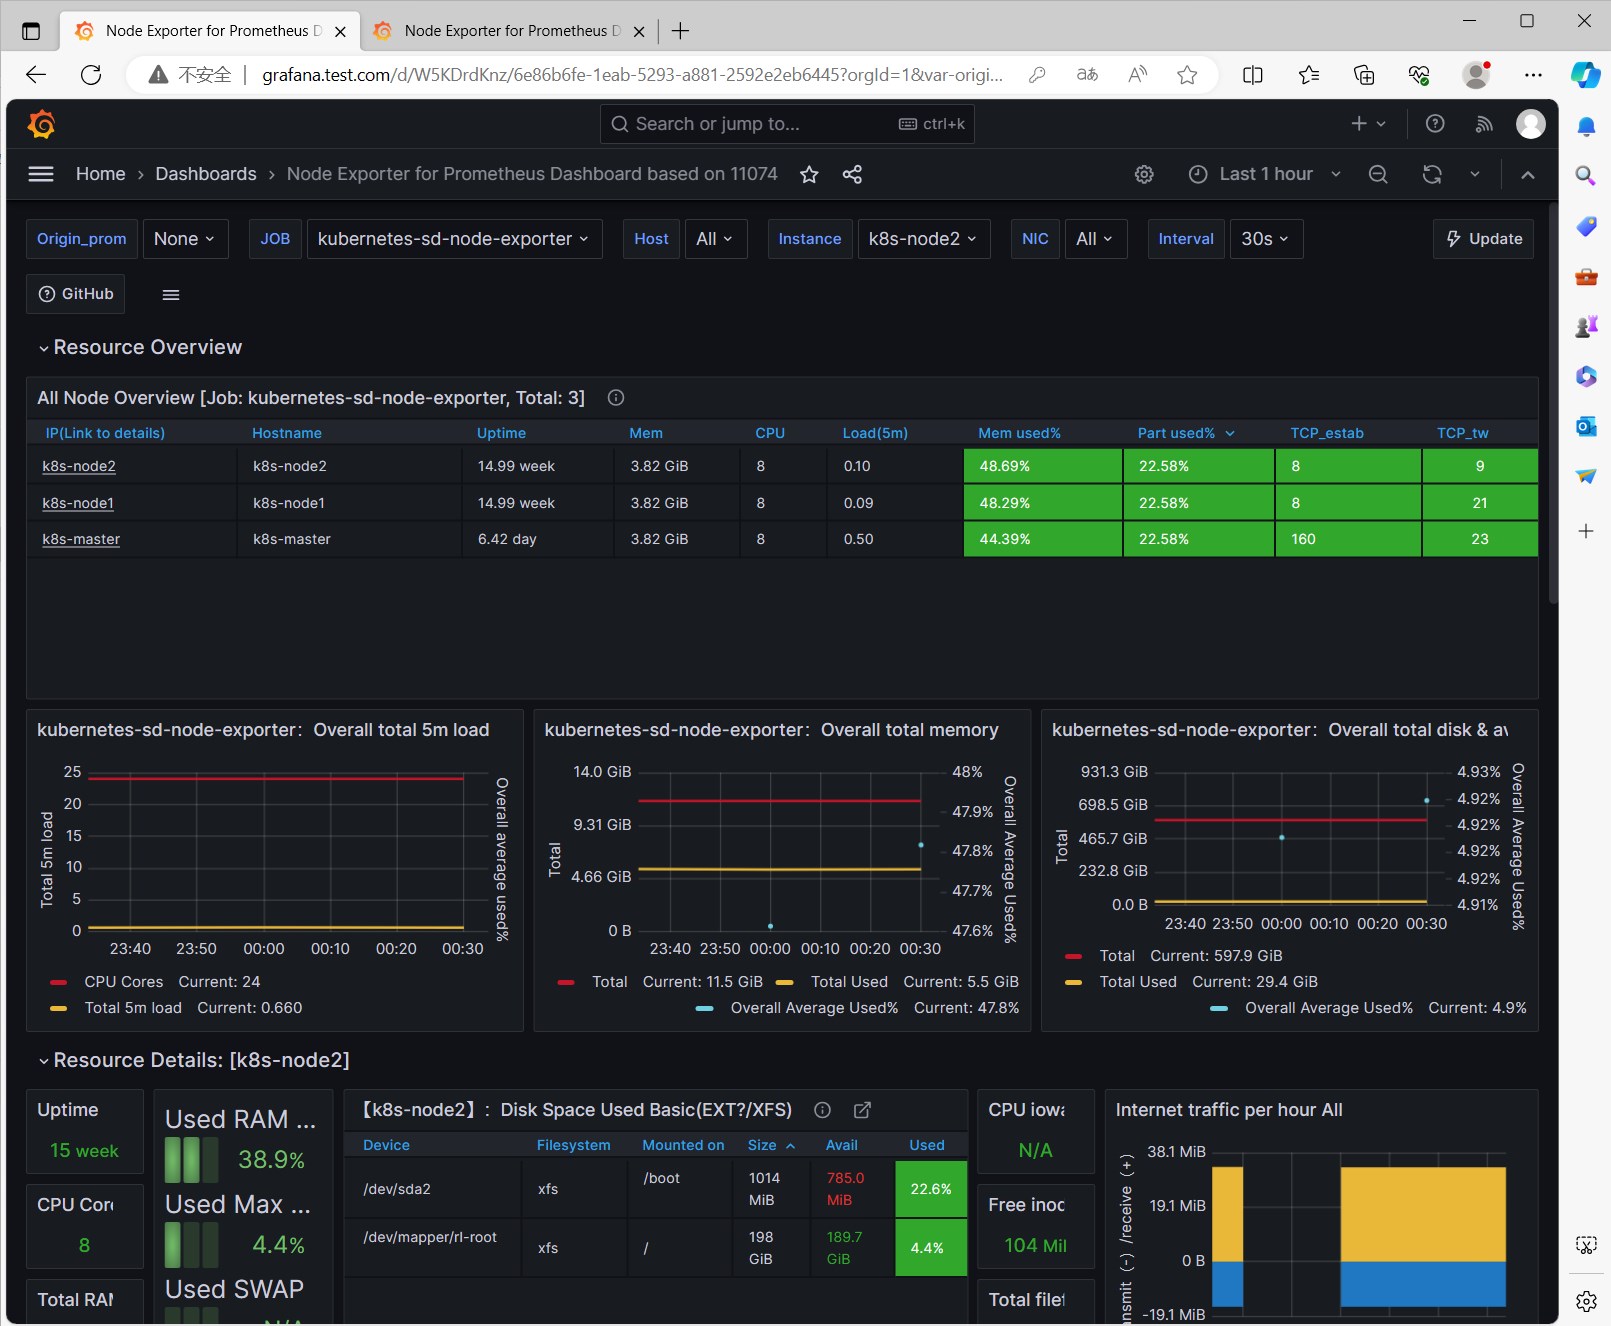 Node Exporter for Prometheus D
Node Exporter for Prometheus D
不安全
grafana.test.com/d/W5KDrdKnz/6e86b6fe-1eab-5293-a881-2592e2eb6445?orgId=1&var-origi...
Search or jump to...
ctrl+k
Home › Dashboards › Node Exporter for Prometheus Dashboard based on 11074
Last 1 hour
Origin_prom None JOB kubernetes-sd-node-exporter Host All Instance k8s-node2 NIC All Interval 30s Update
GitHub
Resource Overview
All Node Overview [Job: kubernetes-sd-node-exporter, Total: 3]
IP(Link to details) Hostname Uptime Mem CPU Load(5m) Mem used% Part used% TCP_estab TCP_tw
k8s-node2 k8s-node2 14.99 week 3.82 GiB 8 0.10 48.69% 22.58% 8 9
k8s-node1 k8s-node1 14.99 week 3.82 GiB 8 0.09 48.29% 22.58% 8 21
k8s-master k8s-master 6.42 day 3.82 GiB 8 0.50 44.39% 22.58% 160 23
kubernetes-sd-node-exporter：Overall total 5m load
25
20
15
10
5
0
Total 5m load
Overall average used%
23:40 23:50 00:00 00:10 00:20 00:30
CPU Cores Current: 24
Total 5m load Current: 0.660
kubernetes-sd-node-exporter：Overall total memory
14.0 GiB
9.31 GiB
4.66 GiB
0 B
Total
48%
47.9%
47.8%
47.7%
47.6%
Overall Average Used%
23:40 23:50 00:00 00:10 00:20 00:30
Total Current: 11.5 GiB Total Used Current: 5.5 GiB
Overall Average Used% Current: 47.8%
kubernetes-sd-node-exporter：Overall total disk & av
931.3 GiB
698.5 GiB
465.7 GiB
232.8 GiB
0.0 B
Total
4.93%
4.92%
4.92%
4.92%
4.92%
4.91%
Overall Average Used%
23:40 23:50 00:00 00:10 00:20 00:30
Total Current: 597.9 GiB
Total Used Current: 29.4 GiB
Overall Average Used% Current: 4.9%
Resource Details: [k8s-node2]
Uptime
15 week
CPU Cor
8
Total RAM
Used RAM ...
38.9%
Used Max ...
4.4%
Used SWAP
N/A
【k8s-node2】: Disk Space Used Basic(EXT?/XFS)
Device Filesystem Mounted on Size Avail Used
/dev/sda2 xfs /boot 1014 MiB 785.0 MiB 22.6%
/dev/mapper/rl-root xfs / 198 GiB 189.7 GiB 4.4%
CPU iowa
N/A
Free inoc
104 Mil
Total filef
Internet traffic per hour All
38.1 MiB
19.1 MiB
0 B
-19.1 MiB
ansmit (-) /receive (+)